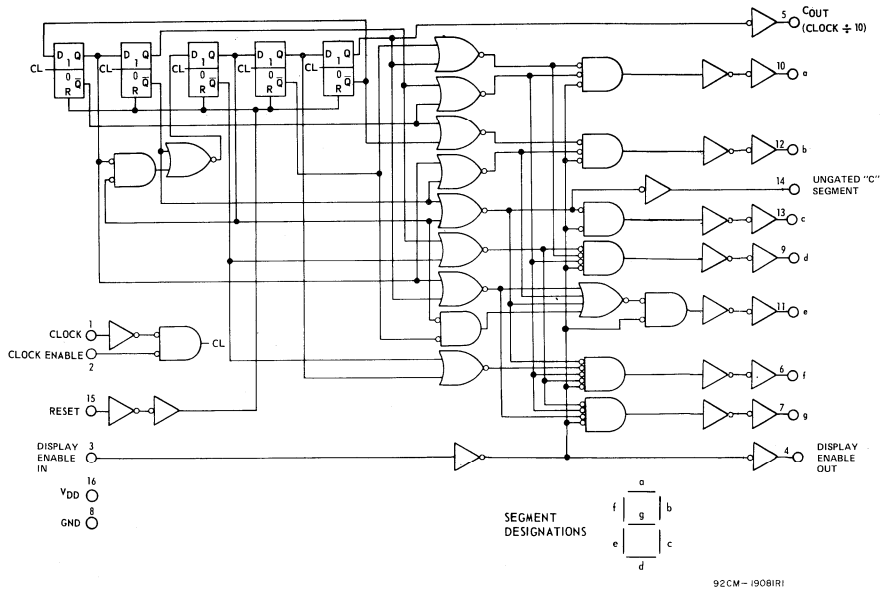 5 COUT
(CLOCK ÷ 10)
D 1 Q D 1 Q D 1 Q D 1 Q D 1 Q
CL CL CL CL CL
0 Q̅ 0 Q̅ 0 Q̅ 0 Q̅ 0 Q̅
R R R R R
10 a
12 b
14 UNGATED "C"
SEGMENT
13 c
9 d
11 e
CLOCK 1
CL
CLOCK ENABLE
2
6 f
RESET 15
7 g
DISPLAY
ENABLE
IN
3
4 DISPLAY
ENABLE
OUT
16
VDD
8
GND
SEGMENT
DESIGNATIONS
a
f g b
e c
d
92CM-19081R1